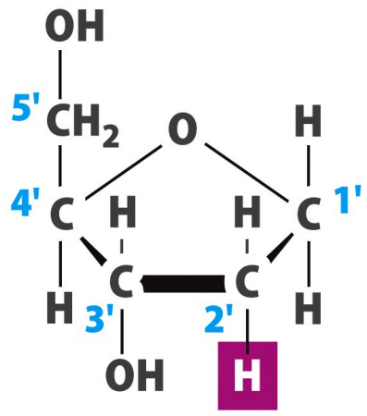 OH
5' CH2 O H
4' C H H C 1'
H C C H
3' 2'
OH H